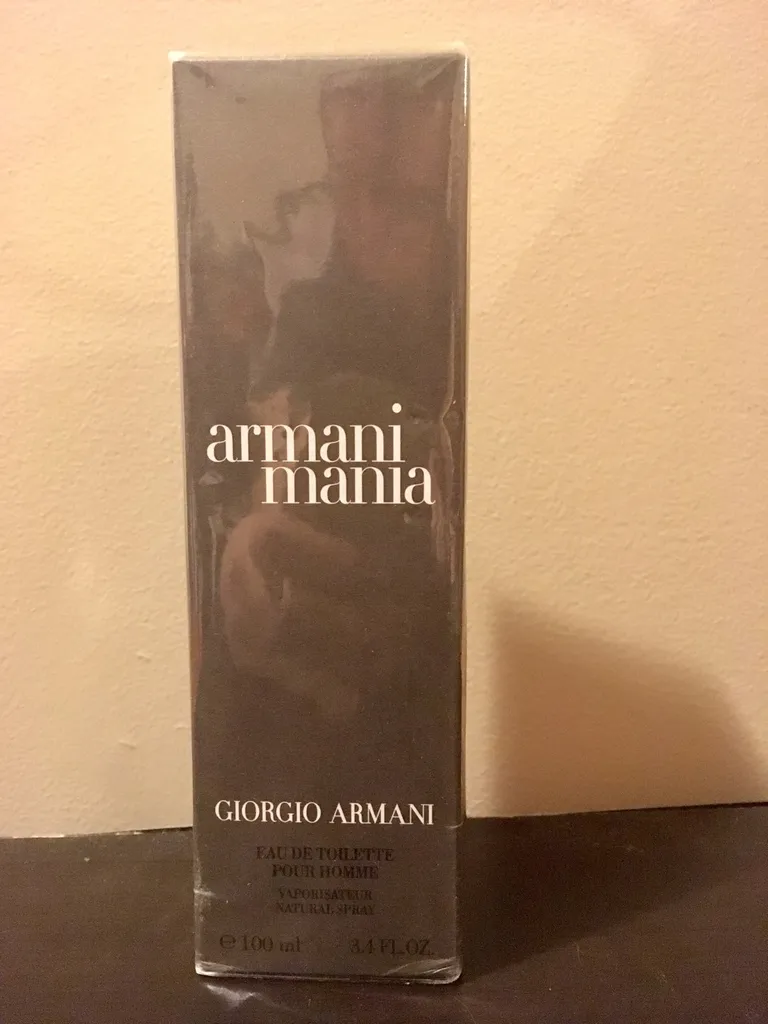 armani
mania
GIORGIO ARMANI
EAU DE TOILETTE
POUR HOMME
VAPORISATEUR
NATURAL SPRAY
℮ 100 ml 3.4 FL.OZ.